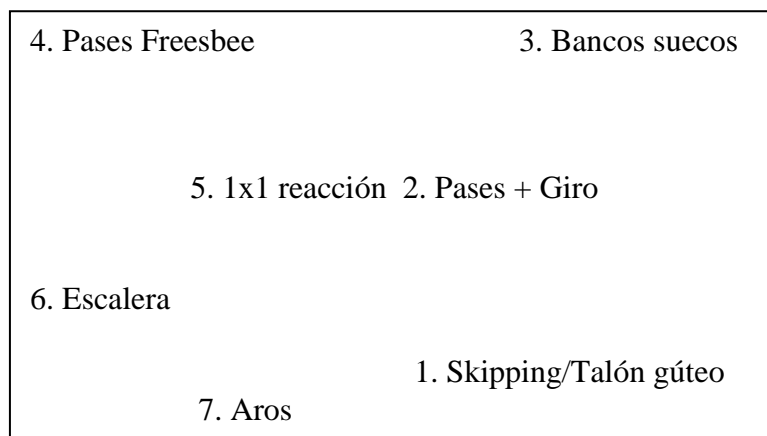 4. Pases Freesbee 3. Bancos suecos
5. 1x1 reacción 2. Pases + Giro
6. Escalera
1. Skipping/Talón gúteo
7. Aros